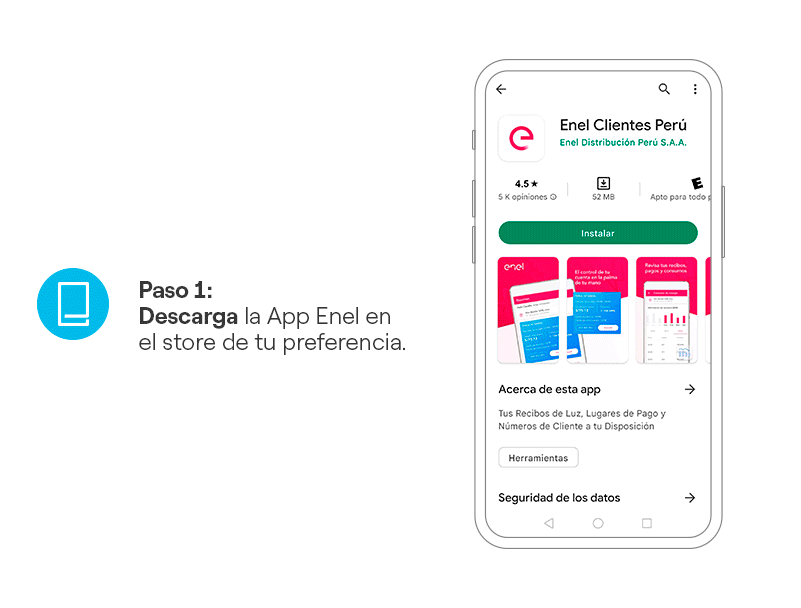 Paso 1:
Descarga la App Enel en
el store de tu preferencia.
Enel Clientes Perú
Enel Distribución Perú S.A.A.
4.5★
5 K opiniones
52 MB
E
Apto para todo p
Instalar
enel
El control de tu
cuenta en la palma
de tu mano
Revisa tus recibos,
pagos y consumos
Acerca de esta app
Tus Recibos de Luz, Lugares de Pago y
Números de Cliente a tu Disposición
Herramientas
Seguridad de los datos